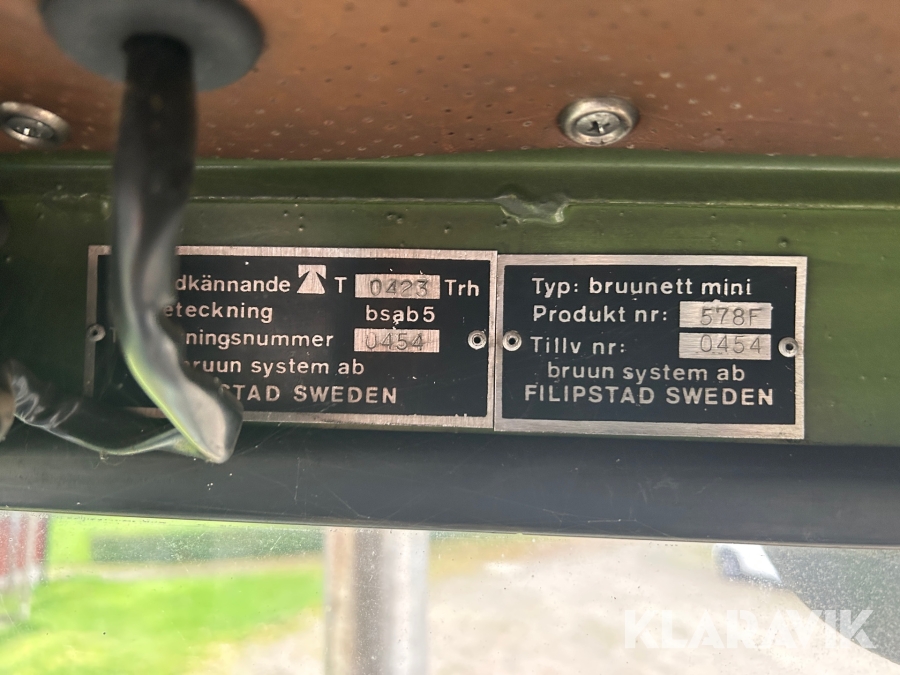 dkännande T 0423 Trh
eteckning bsab5
ningsnummer 0454
bruun system ab
STAD SWEDEN
Typ: bruunett mini
Produkt nr: 578F
Tillv nr: 0454
bruun system ab
FILIPSTAD SWEDEN
KLARAVIK